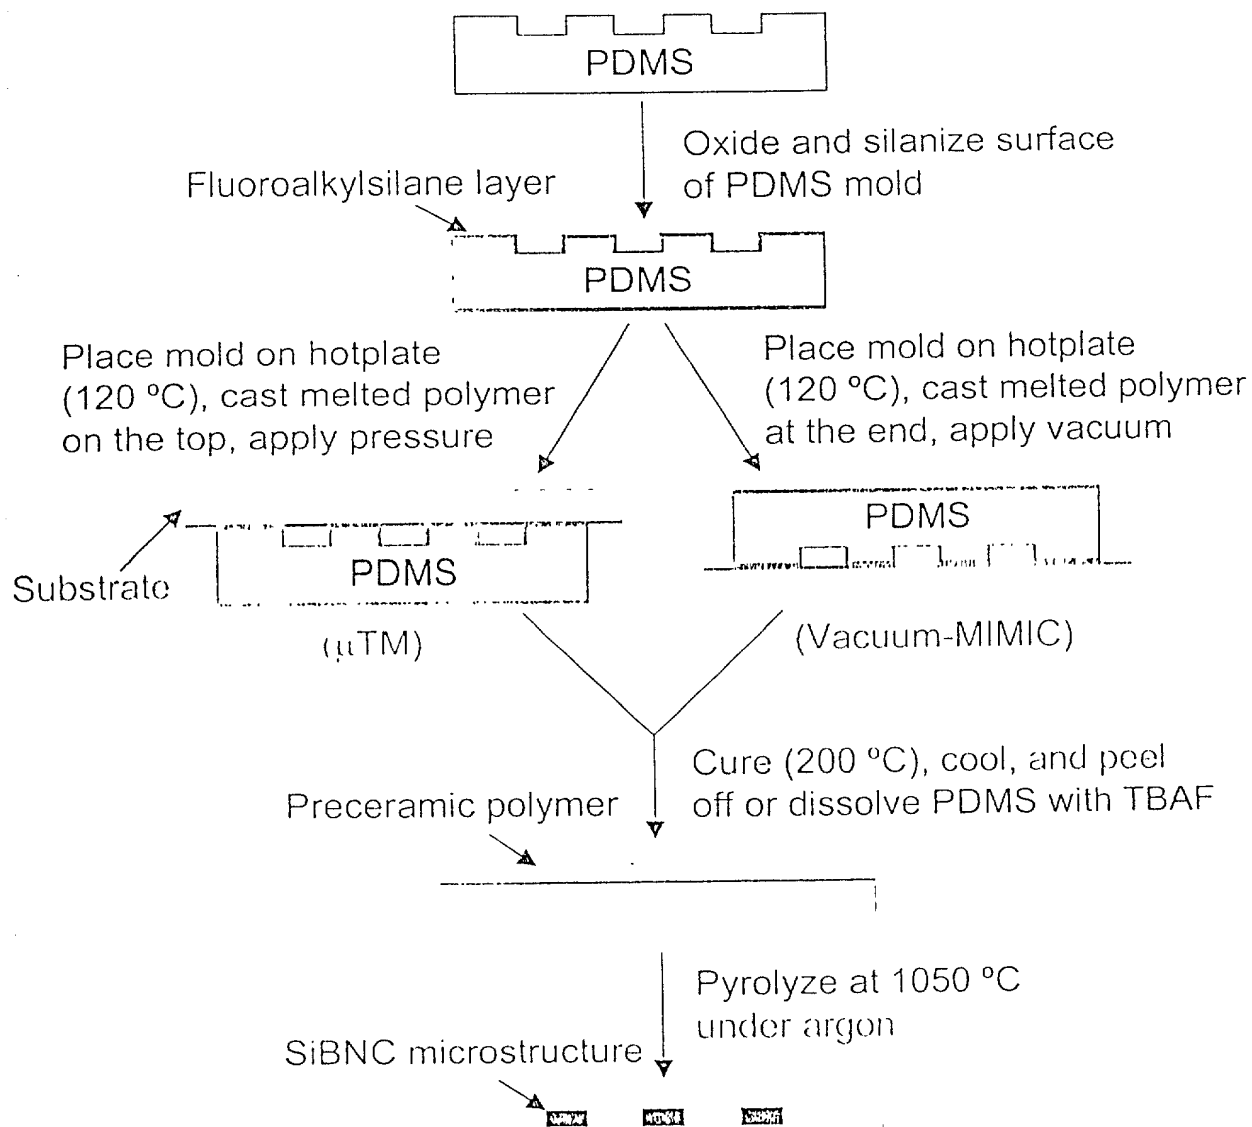 PDMS
Oxide and silanize surface
of PDMS mold
Fluoroalkylsilane layer
PDMS
Place mold on hotplate
(120 ºC), cast melted polymer
on the top, apply pressure
Place mold on hotplate
(120 ºC), cast melted polymer
at the end, apply vacuum
Substrate
PDMS
(μTM)
PDMS
(Vacuum-MIMIC)
Cure (200 ºC), cool, and peel
off or dissolve PDMS with TBAF
Preceramic polymer
Pyrolyze at 1050 ºC
under argon
SiBNC microstructure